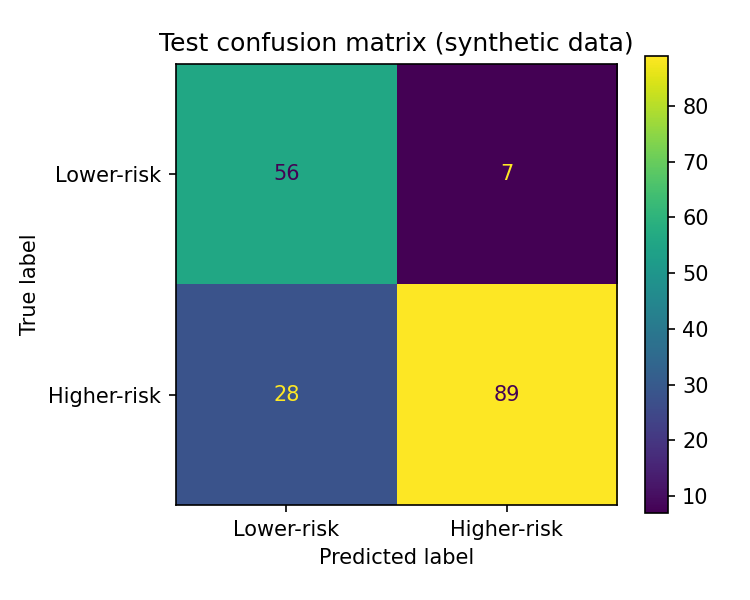 Test confusion matrix (synthetic data)
True label
Lower-risk
Higher-risk
56
7
28
89
Lower-risk
Higher-risk
Predicted label
80
70
60
50
40
30
20
10